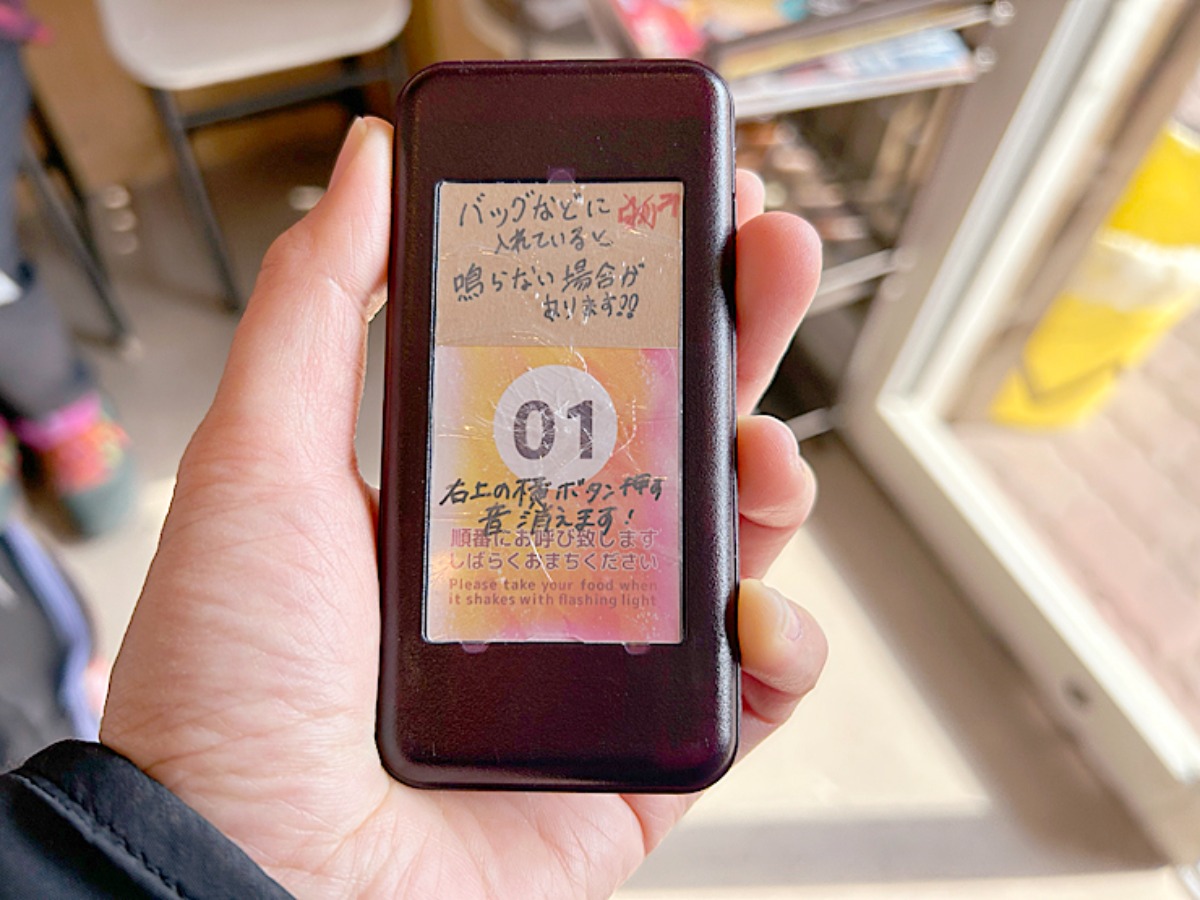 バッグなどに
入れていると
鳴らない場合が
あります!!
01
右上の横ボタン押す
音消えます!
順番にお呼び致します
しばらくおまちください
Please take your food when
it shakes with flashing light